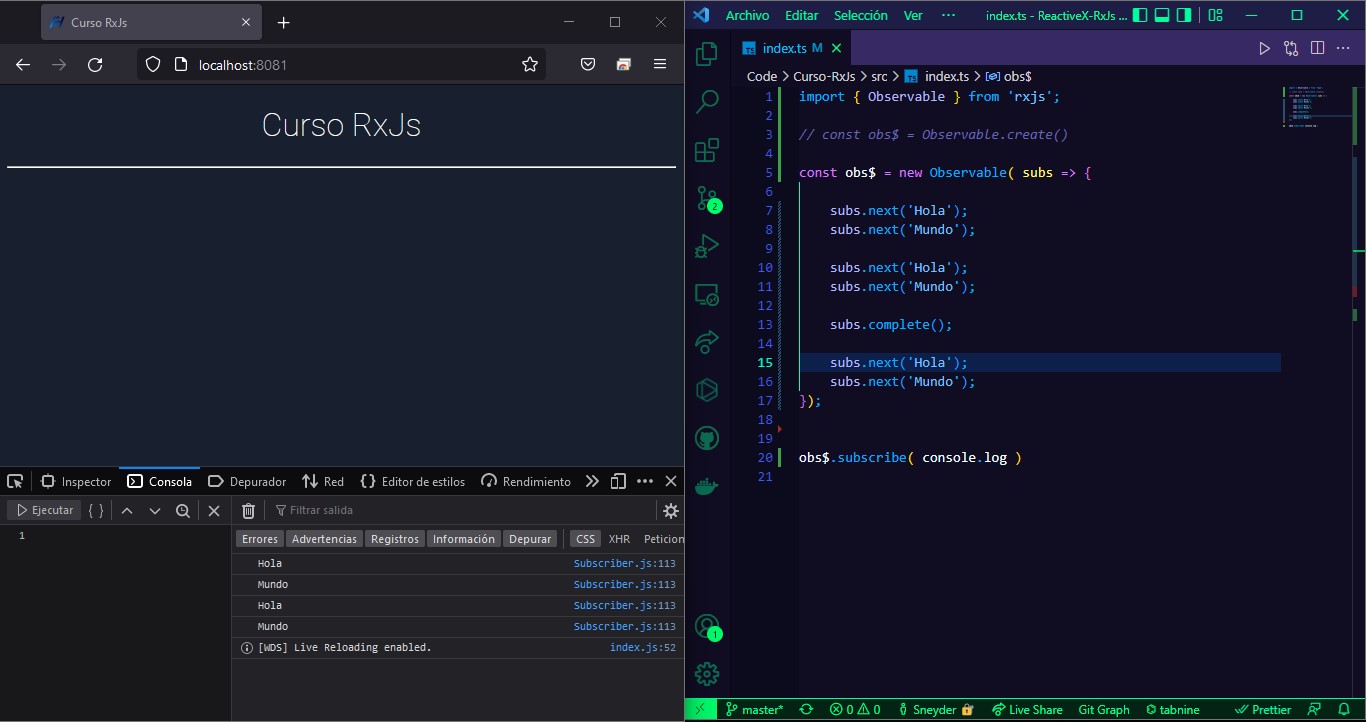 Curso RxJs
localhost:8081
Curso RxJs
Inspector
Consola
Depurador
Red
Editor de estilos
Rendimiento
Ejecutar
Filtrar salida
1
Errores
Advertencias
Registros
Información
Depurar
CSS
XHR
Peticion
Hola Subscriber.js:113
Mundo Subscriber.js:113
Hola Subscriber.js:113
Mundo Subscriber.js:113
[WDS] Live Reloading enabled. index.js:52
Archivo Editar Selección Ver ··· index.ts - ReactiveX-RxJs ...
TS index.ts M
Code > Curso-RxJs > src > TS index.ts > obs$
1 import { Observable } from 'rxjs';
2
3 // const obs$ = Observable.create()
4
5 const obs$ = new Observable( subs => {
6
7 subs.next('Hola');
8 subs.next('Mundo');
9
10 subs.next('Hola');
11 subs.next('Mundo');
12
13 subs.complete();
14
15 subs.next('Hola');
16 subs.next('Mundo');
17 });
18
19
20 obs$.subscribe( console.log )
21
2
1
master* 0 0 Sneyder Live Share Git Graph tabnine Prettier